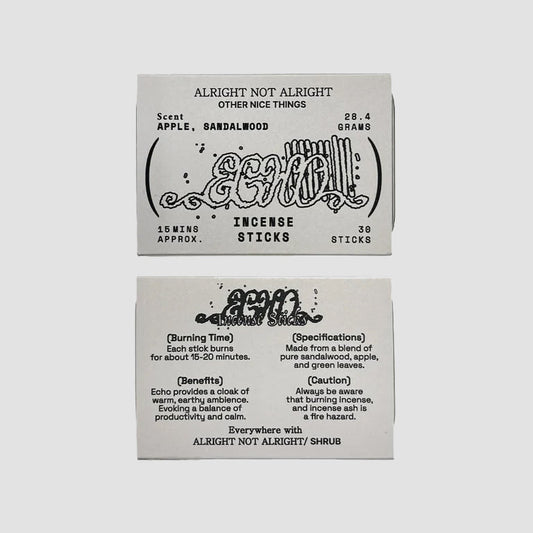 ALRIGHT NOT ALRIGHT
OTHER NICE THINGS
Scent
APPLE, SANDALWOOD
28.4
GRAMS
ECHO
15 MINS
APPROX.
INCENSE
STICKS
30
STICKS
ECHO
Incense Sticks
(Burning Time)
Each stick burns
for about 15-20 minutes.
(Specifications)
Made from a blend of
pure sandalwood, apple,
and green leaves.
(Benefits)
Echo provides a cloak of
warm, earthy ambience.
Evoking a balance of
productivity and calm.
(Caution)
Always be aware
that burning incense,
and incense ash is
a fire hazard.
Everywhere with
ALRIGHT NOT ALRIGHT/ SHRUB